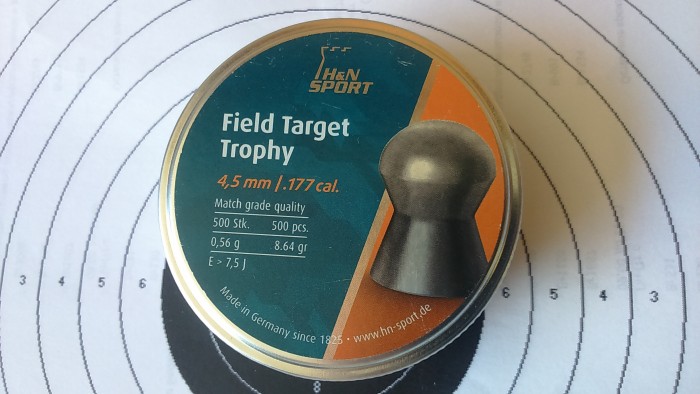 H&N
SPORT
Field Target
Trophy
4,5 mm / .177 cal.
Match grade quality
500 Stk. 500 pcs.
0,56 g 8.64 gr
E > 7,5 J
Made in Germany since 1825 • www.hn-sport.de
3 4 5 6 6 5 4 3
8